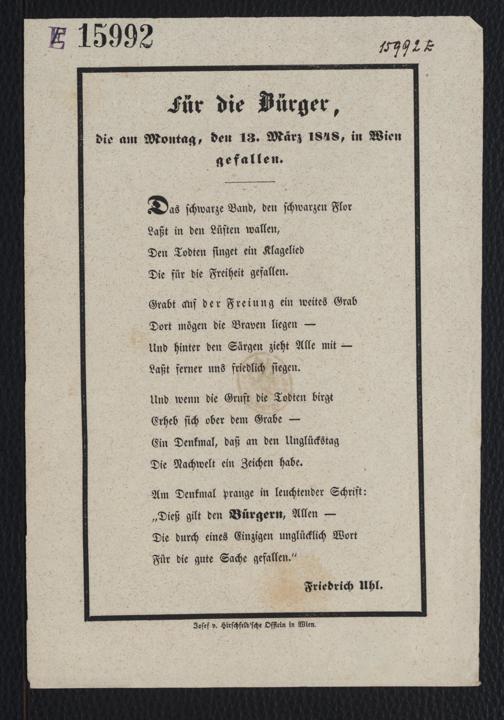 E 15992
15992 E
Für die Bürger,
die am Montag, den 13. März 1848, in Wien
gefallen.
Das schwarze Band, den schwarzen Flor
Laßt in den Lüften wallen,
Den Todten singet ein Klagelied
Die für die Freiheit gefallen.
Grabt auf der Freiung ein weites Grab
Dort mögen die Braven liegen —
Und hinter den Särgen zieht Alle mit —
Laßt ferner uns friedlich siegen.
Und wenn die Gruft die Todten birgt
Erheb sich ober dem Grabe —
Ein Denkmal, daß an den Unglückstag
Die Nachwelt ein Zeichen habe.
Am Denkmal prange in leuchtender Schrift:
„Dieß gilt den Bürgern, Allen —
Die durch eines Einzigen unglücklich Wort
Für die gute Sache gefallen.“
Friedrich Uhl.
Josef v. Hirschfeld'sche Offizin in Wien.